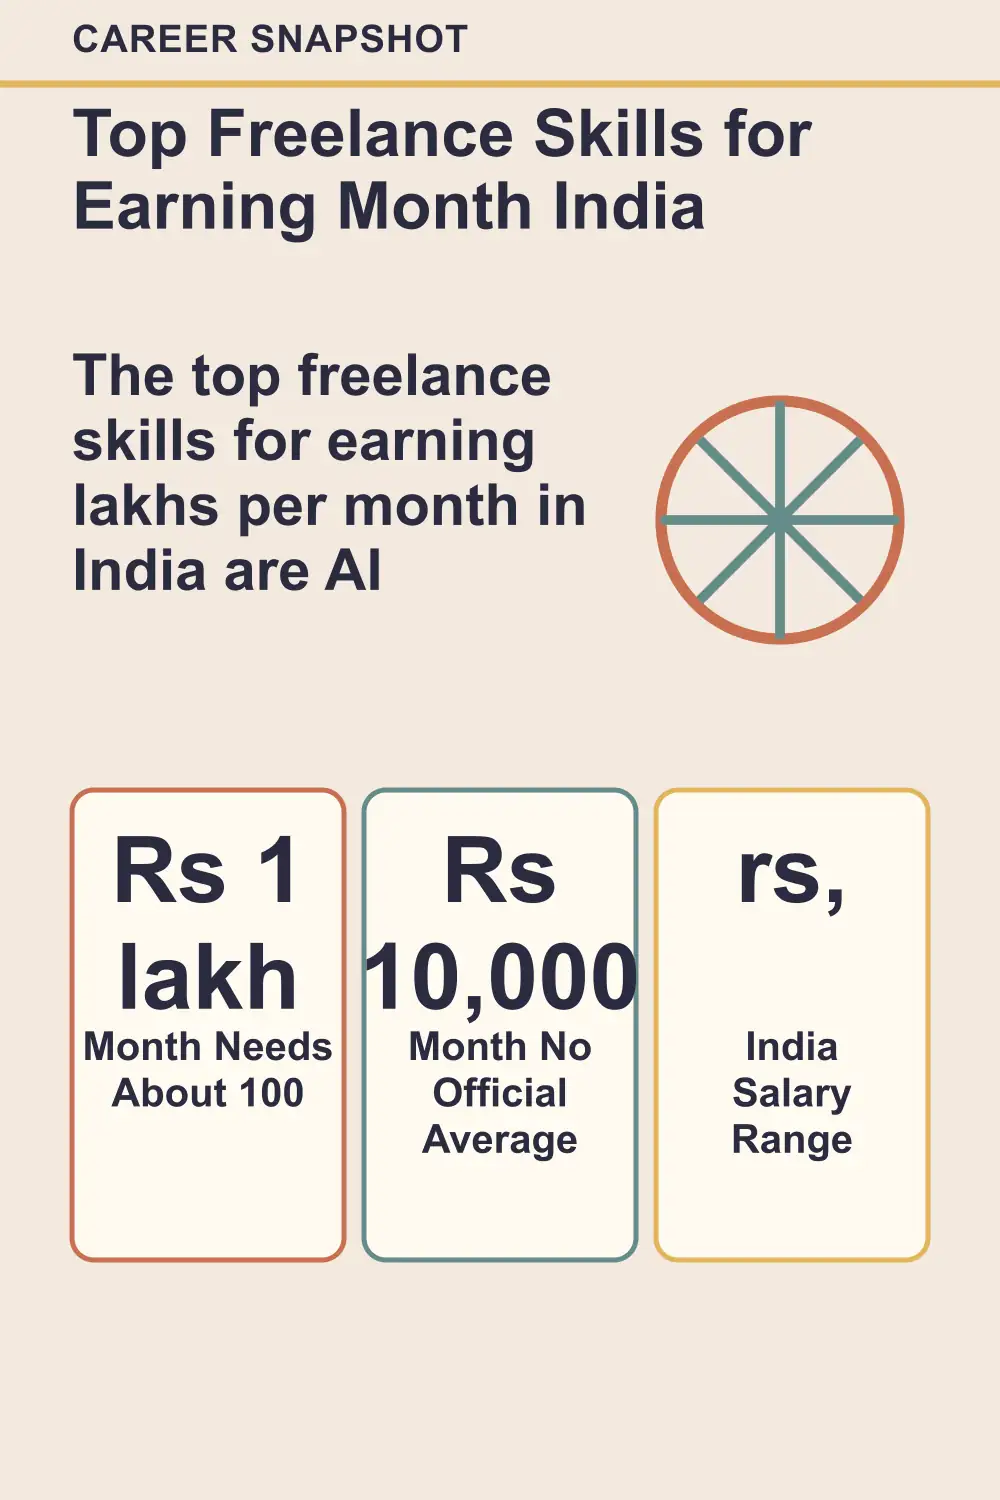 CAREER SNAPSHOT
Top Freelance Skills for
Earning Month India
The top freelance
skills for earning
lakhs per month in
India are AI
Rs 1
lakh
Month Needs
About 100
Rs
10,000
Month No
Official
Average
rs,
India
Salary
Range